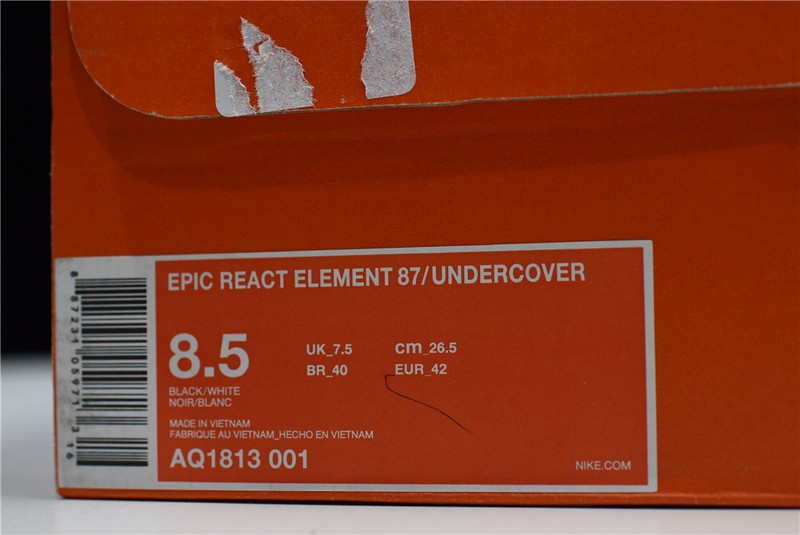 EPIC REACT ELEMENT 87/UNDERCOVER
8.5
UK_7.5
cm_26.5
BR_40
EUR_42
BLACK/WHITE
NOIR/BLANC
MADE IN VIETNAM
FABRIQUE AU VIETNAM_HECHO EN VIETNAM
AQ1813 001
NIKE.COM